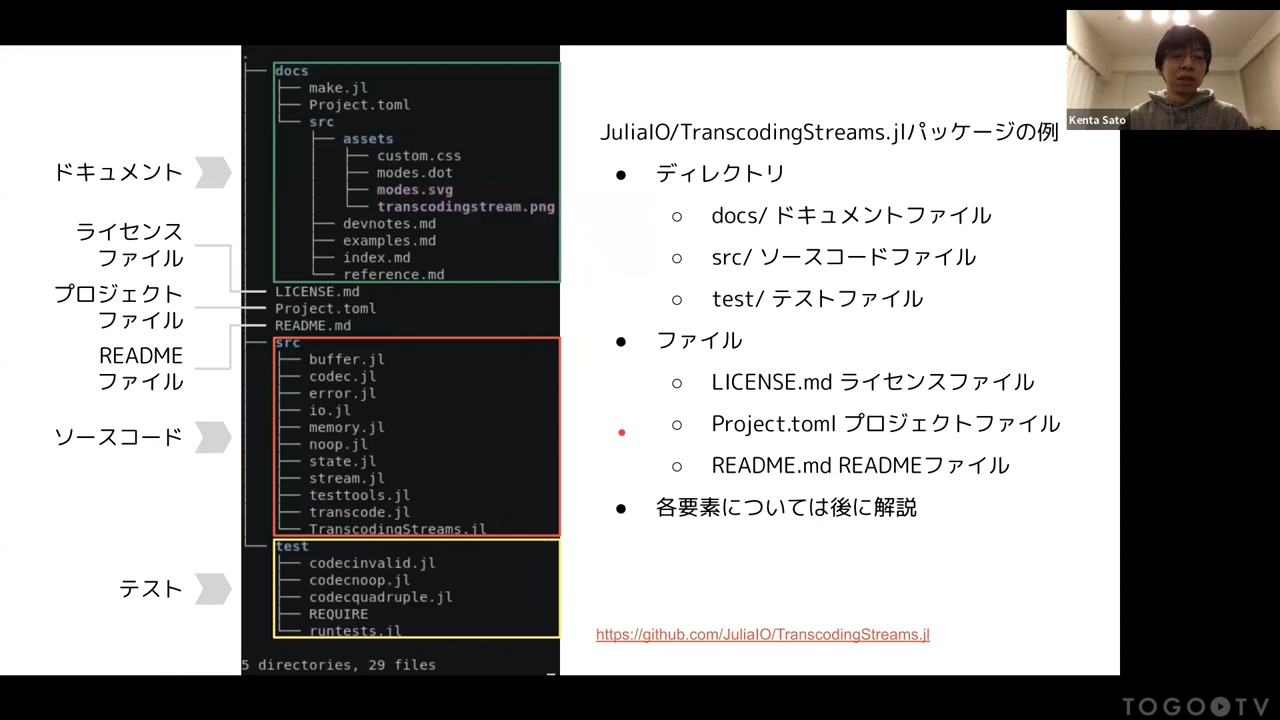 Kenta Sato
JuliaIO/TranscodingStreams.jlパッケージの例
● ディレクトリ
○ docs/ ドキュメントファイル
○ src/ ソースコードファイル
○ test/ テストファイル
● ファイル
○ LICENSE.md ライセンスファイル
○ Project.toml プロジェクトファイル
○ README.md READMEファイル
● 各要素については後に解説
https://github.com/JuliaIO/TranscodingStreams.jl
ドキュメント
ライセンス
ファイル
プロジェクト
ファイル
README
ファイル
ソースコード
テスト
.
├── docs
│   ├── make.jl
│   ├── Project.toml
│   └── src
│       ├── assets
│       │   ├── custom.css
│       │   ├── modes.dot
│       │   ├── modes.svg
│       │   └── transcodingstream.png
│       ├── devnotes.md
│       ├── examples.md
│       ├── index.md
│       └── reference.md
├── LICENSE.md
├── Project.toml
├── README.md
├── src
│   ├── buffer.jl
│   ├── codec.jl
│   ├── error.jl
│   ├── io.jl
│   ├── memory.jl
│   ├── noop.jl
│   ├── state.jl
│   ├── stream.jl
│   ├── testtools.jl
│   ├── transcode.jl
│   └── TranscodingStreams.jl
└── test
    ├── codecinvalid.jl
    ├── codecnoop.jl
    ├── codecquadruple.jl
    ├── REQUIRE
    └── runtests.jl
5 directories, 29 files
TOGO TV